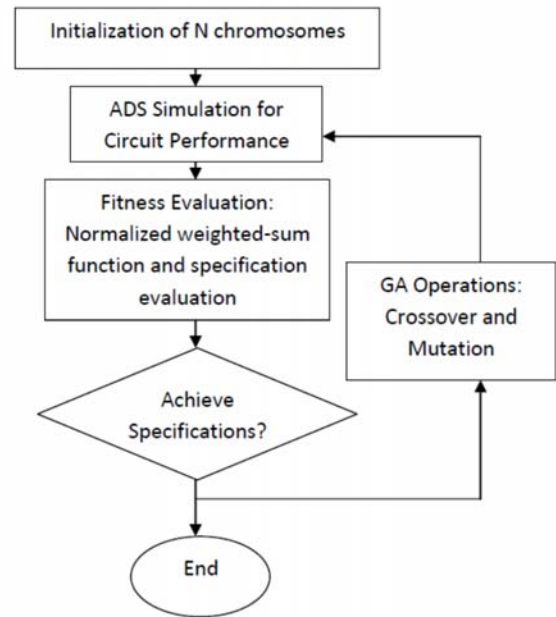 Initialization of N chromosomes
ADS Simulation for
Circuit Performance
Fitness Evaluation:
Normalized weighted-sum
function and specification
evaluation
GA Operations:
Crossover and
Mutation
Achieve
Specifications?
End